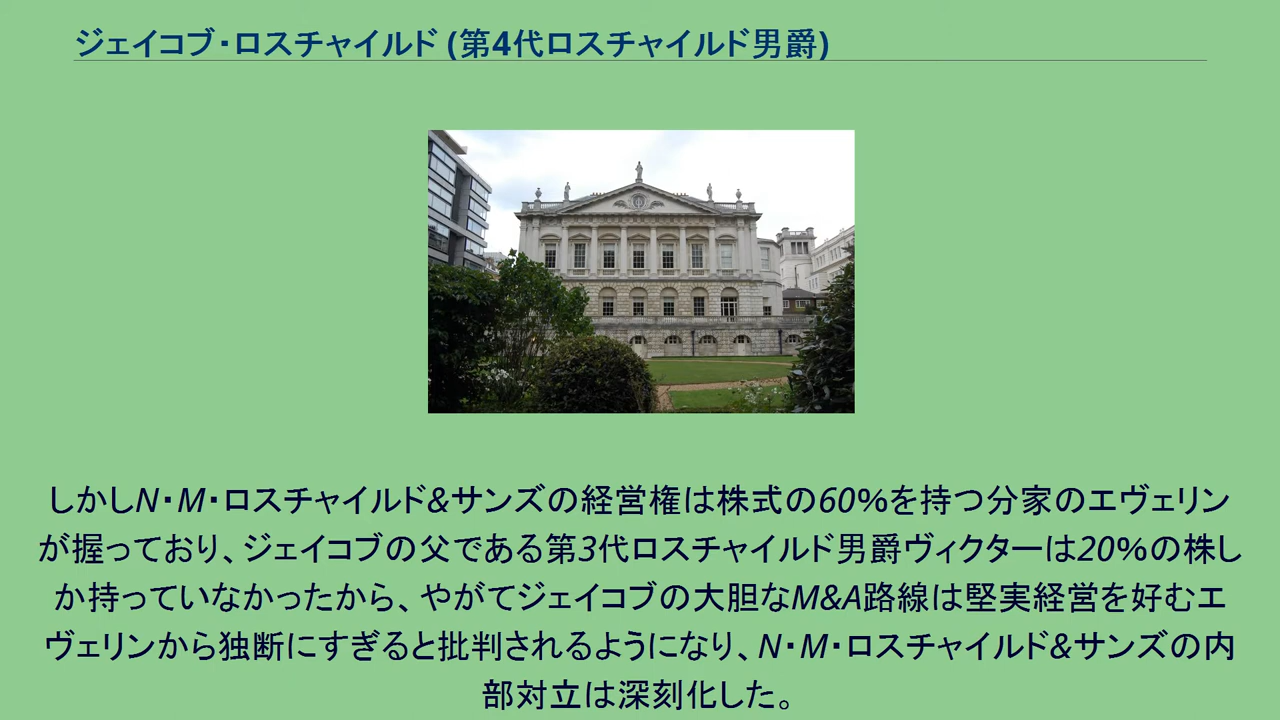 ジェイコブ・ロスチャイルド (第4代ロスチャイルド男爵)
しかしN・M・ロスチャイルド&サンズの経営権は株式の60%を持つ分家のエヴェリン
が握っており、ジェイコブの父である第3代ロスチャイルド男爵ヴィクターは20%の株し
か持っていなかったから、やがてジェイコブの大胆なM&A路線は堅実経営を好むエ
ヴェリンから独断にすぎると批判されるようになり、N・M・ロスチャイルド&サンズの内
部対立は深刻化した。